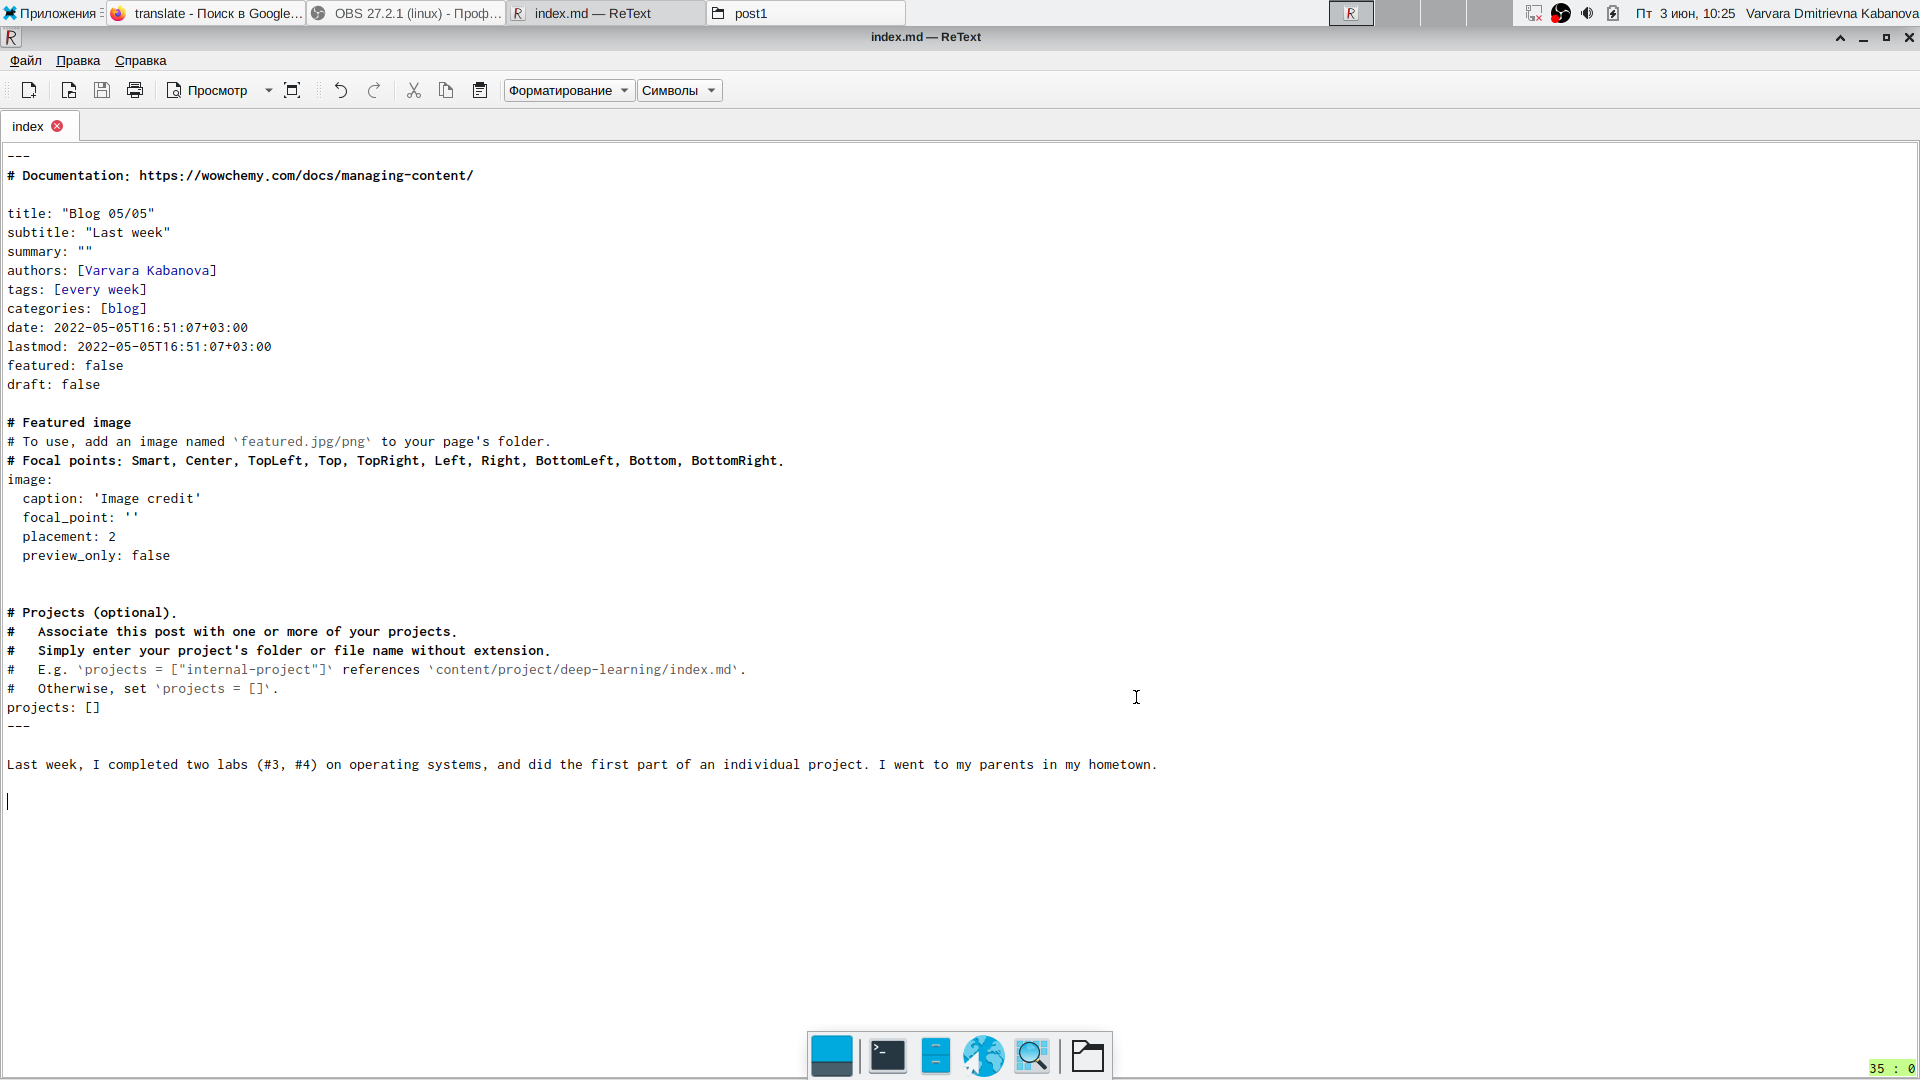 Приложения
translate - Поиск в Google...
OBS 27.2.1 (linux) - Проф...
index.md — ReText
post1
Пт 3 июн, 10:25
Varvara Dmitrievna Kabanova
index.md — ReText
Файл Правка Справка
Просмотр Форматирование Символы
index
---
# Documentation: https://wowchemy.com/docs/managing-content/
title: "Blog 05/05"
subtitle: "Last week"
summary: ""
authors: [Varvara Kabanova]
tags: [every week]
categories: [blog]
date: 2022-05-05T16:51:07+03:00
lastmod: 2022-05-05T16:51:07+03:00
featured: false
draft: false
# Featured image
# To use, add an image named `featured.jpg/png` to your page's folder.
# Focal points: Smart, Center, TopLeft, Top, TopRight, Left, Right, BottomLeft, Bottom, BottomRight.
image:
  caption: 'Image credit'
  focal_point: ''
  placement: 2
  preview_only: false
# Projects (optional).
#   Associate this post with one or more of your projects.
#   Simply enter your project's folder or file name without extension.
#   E.g. `projects = ["internal-project"]` references `content/project/deep-learning/index.md`.
#   Otherwise, set `projects = []`.
projects: []
---
Last week, I completed two labs (#3, #4) on operating systems, and did the first part of an individual project. I went to my parents in my hometown.
35 : 0